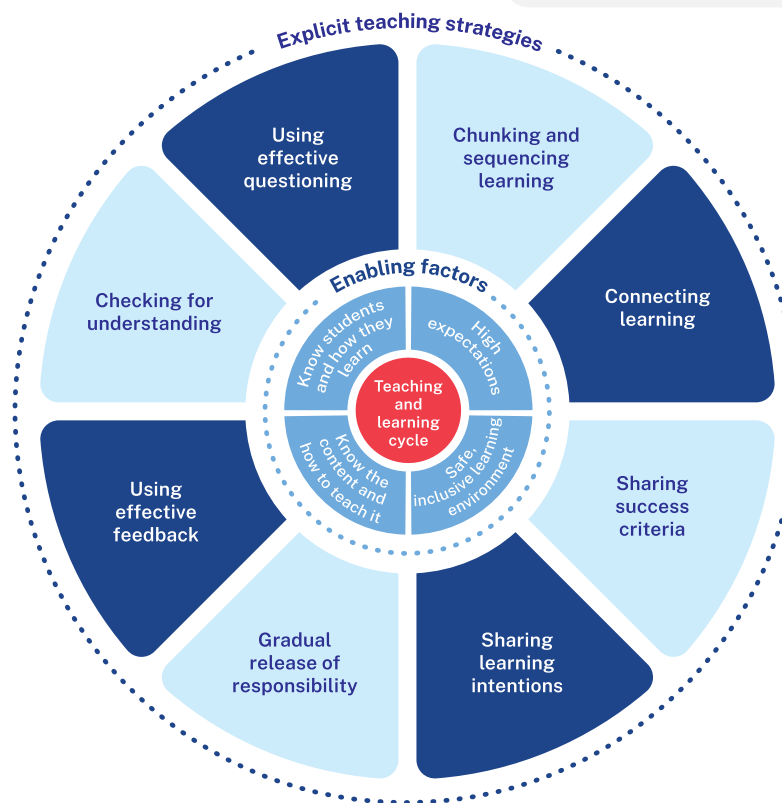 Explicit teaching strategies
Using
effective
questioning
Chunking and
sequencing
learning
Checking for
understanding
Connecting
learning
Enabling factors
Know students
and how they
learn
High
expectations
Teaching
and
learning
cycle
Know the
content and
how to teach it
Safe,
inclusive learning
environment
Using
effective
feedback
Sharing
success
criteria
Gradual
release of
responsibility
Sharing
learning
intentions